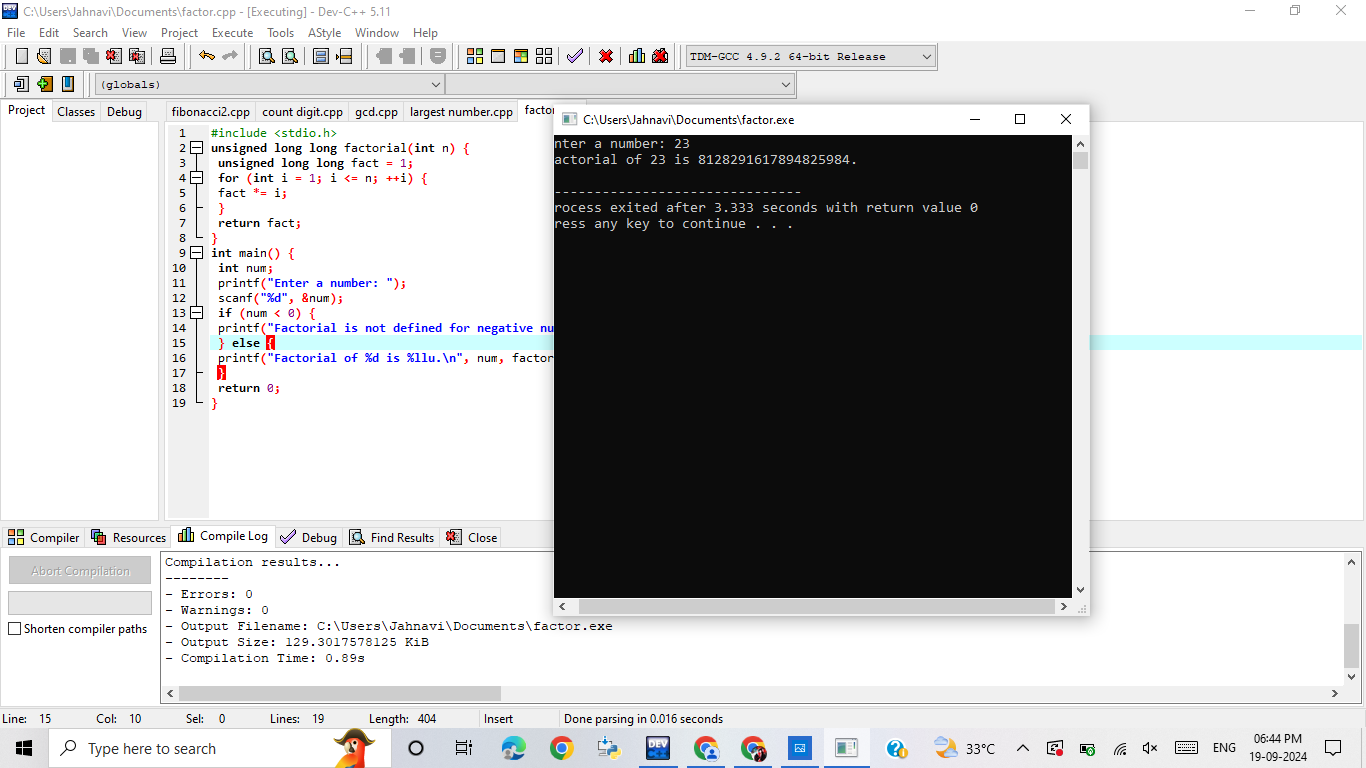 C:\Users\Jahnavi\Documents\factor.cpp - [Executing] - Dev-C++ 5.11
File Edit Search View Project Execute Tools AStyle Window Help
TDM-GCC 4.9.2 64-bit Release
(globals)
Project Classes Debug
fibonacci2.cpp count digit.cpp gcd.cpp largest number.cpp facto
1 #include <stdio.h>
2 unsigned long long factorial(int n) {
3 unsigned long long fact = 1;
4 for (int i = 1; i <= n; ++i) {
5 fact *= i;
6 }
7 return fact;
8 }
9 int main() {
10 int num;
11 printf("Enter a number: ");
12 scanf("%d", &num);
13 if (num < 0) {
14 printf("Factorial is not defined for negative nu
15 } else {
16 printf("Factorial of %d is %llu.\n", num, factor
17 }
18 return 0;
19 }
C:\Users\Jahnavi\Documents\factor.exe
nter a number: 23
actorial of 23 is 8128291617894825984.
-------------------------------
rocess exited after 3.333 seconds with return value 0
ress any key to continue . . .
Compiler Resources Compile Log Debug Find Results Close
Abort Compilation
Shorten compiler paths
Compilation results...
--------
- Errors: 0
- Warnings: 0
- Output Filename: C:\Users\Jahnavi\Documents\factor.exe
- Output Size: 129.3017578125 KiB
- Compilation Time: 0.89s
Line: 15 Col: 10 Sel: 0 Lines: 19 Length: 404 Insert Done parsing in 0.016 seconds
Type here to search
DEV
33°C
ENG
06:44 PM
19-09-2024